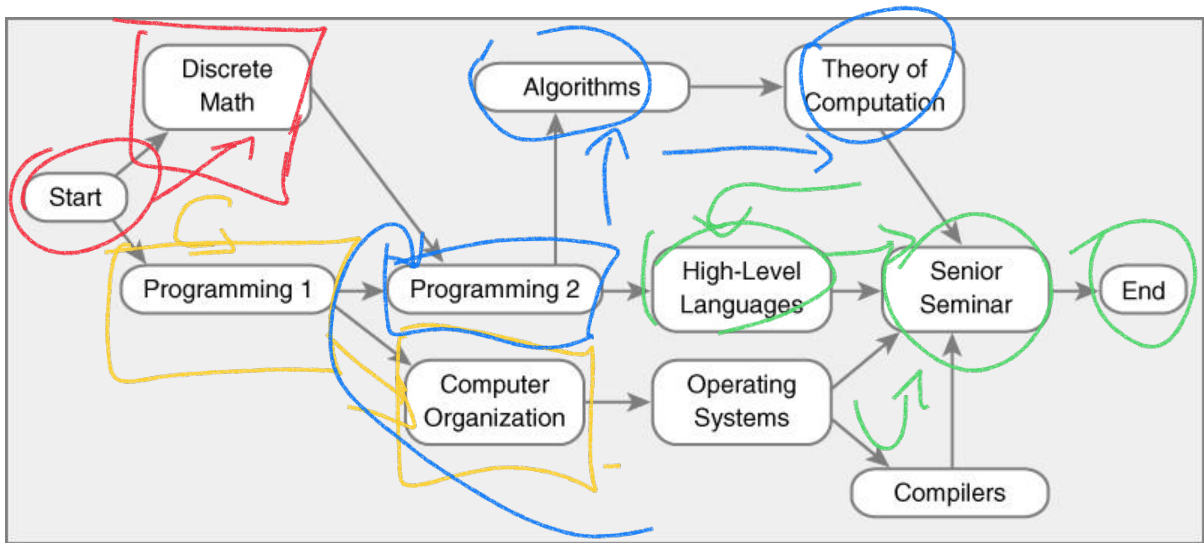 Discrete
Math
Algorithms
Theory of
Computation
Start
Programming 1
Programming 2
High-Level
Languages
Senior
Seminar
End
Computer
Organization
Operating
Systems
Compilers